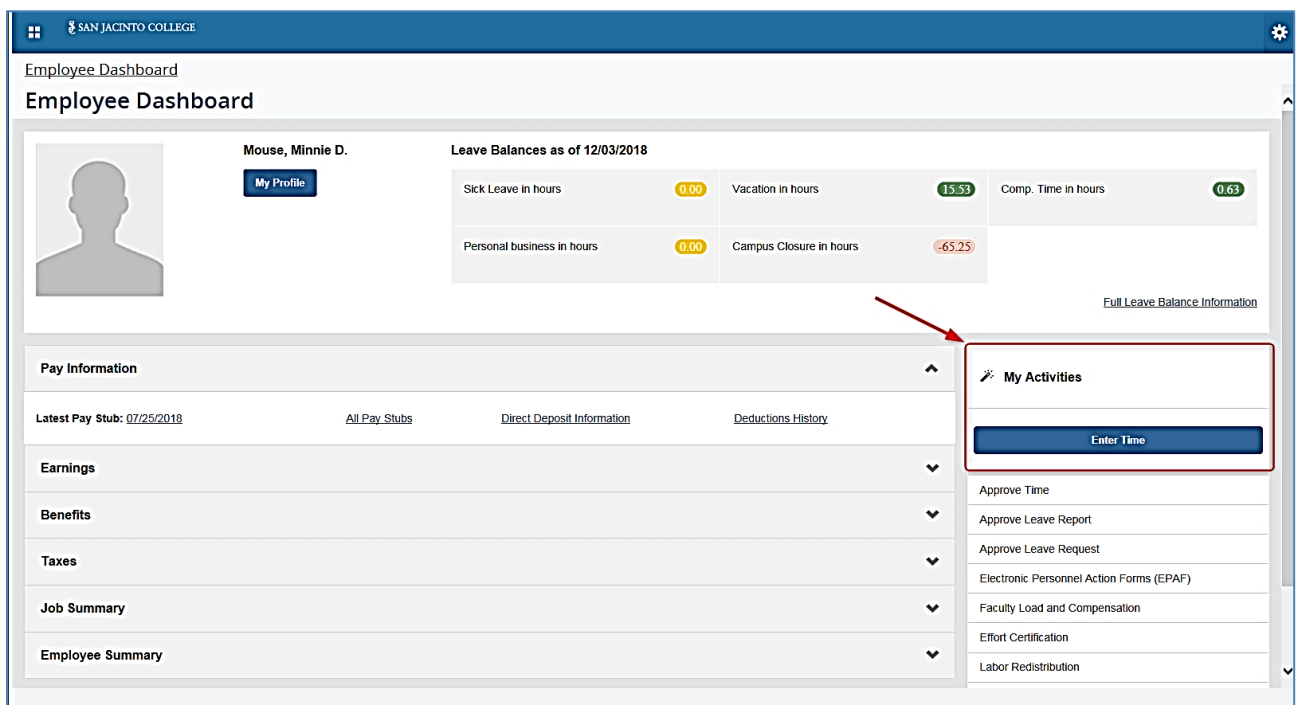 SAN JACINTO COLLEGE
Employee Dashboard
Employee Dashboard
Mouse, Minnie D.
My Profile
Leave Balances as of 12/03/2018
Sick Leave in hours 0.00 Vacation in hours 15.53 Comp. Time in hours 0.63
Personal business in hours 0.00 Campus Closure in hours -65.25
Full Leave Balance Information
Pay Information
Latest Pay Stub: 07/25/2018 All Pay Stubs Direct Deposit Information Deductions History
Earnings
Benefits
Taxes
Job Summary
Employee Summary
My Activities
Enter Time
Approve Time
Approve Leave Report
Approve Leave Request
Electronic Personnel Action Forms (EPAF)
Faculty Load and Compensation
Effort Certification
Labor Redistribution